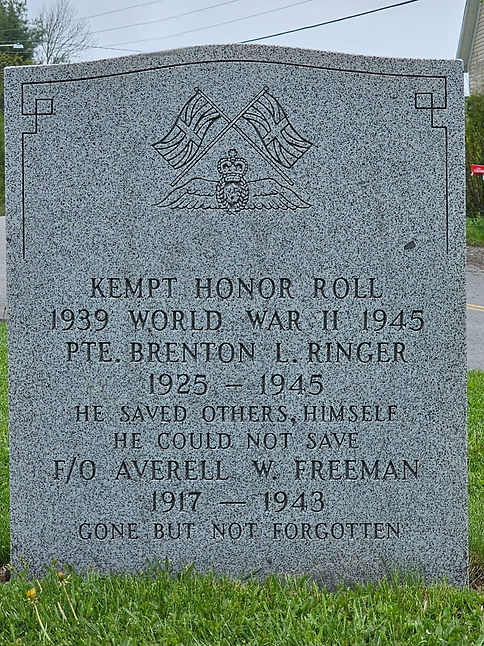 KEMPT HONOR ROLL
1939 WORLD WAR II 1945
PTE. BRENTON L. RINGER
1925 — 1945
HE SAVED OTHERS, HIMSELF
HE COULD NOT SAVE
F/O AVERELL W. FREEMAN
1917 — 1943
GONE BUT NOT FORGOTTEN